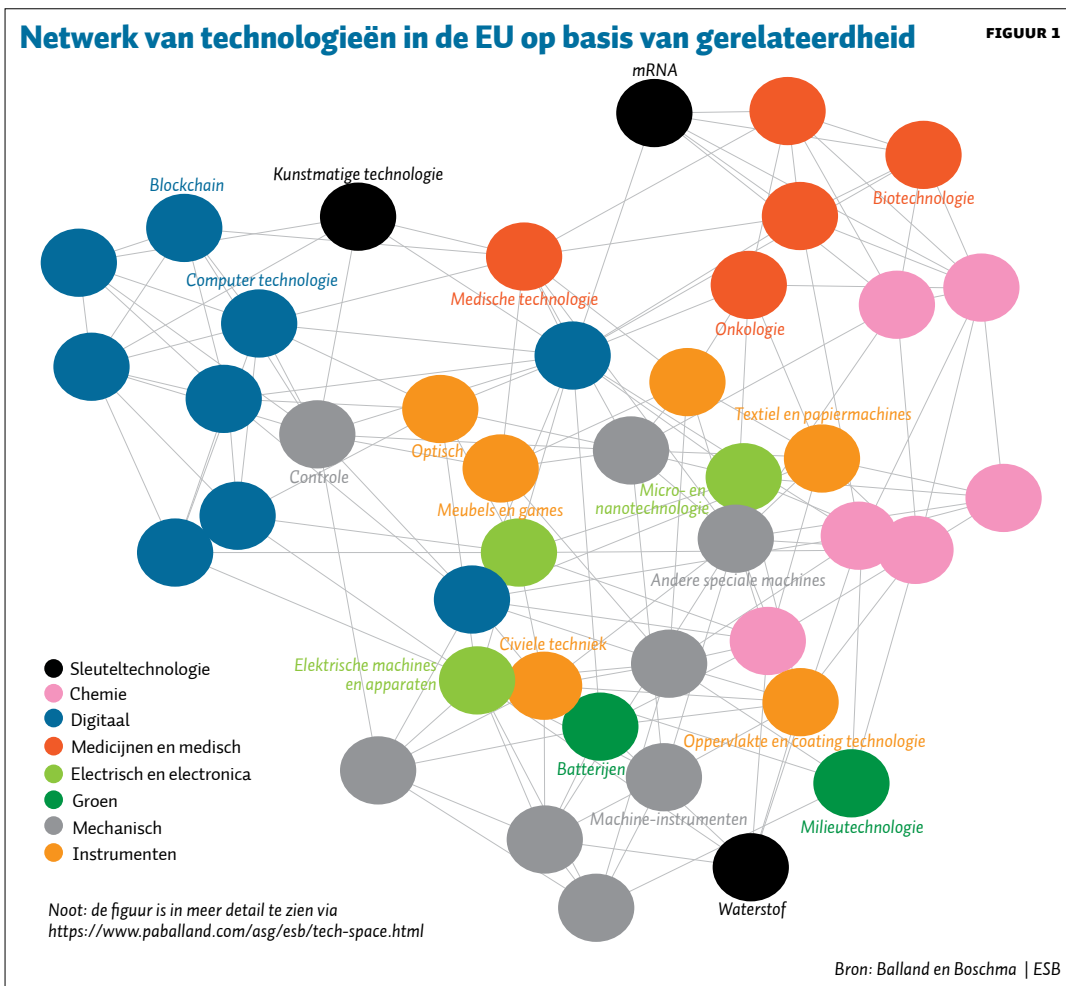 Netwerk van technologieën in de EU op basis van gerelateerdheid
FIGUUR 1
mRNA
Kunstmatige technologie
Blockchain
Biotechnologie
Computer technologie
Medische technologie
Onkologie
Textiel en papiermachines
Optisch
Controle
Micro- en
nanotechnologie
Meubels en games
Andere speciale machines
Civiele techniek
Elektrische machines
en apparaten
Oppervlakte en coating technologie
Batterijen
Machine-instrumenten
Milieutechnologie
Waterstof
Sleuteltechnologie
Chemie
Digitaal
Medicijnen en medisch
Electrisch en electronica
Groen
Mechanisch
Instrumenten
Noot: de figuur is in meer detail te zien via
https://www.paballand.com/asg/esb/tech-space.html
Bron: Balland en Boschma | ESB